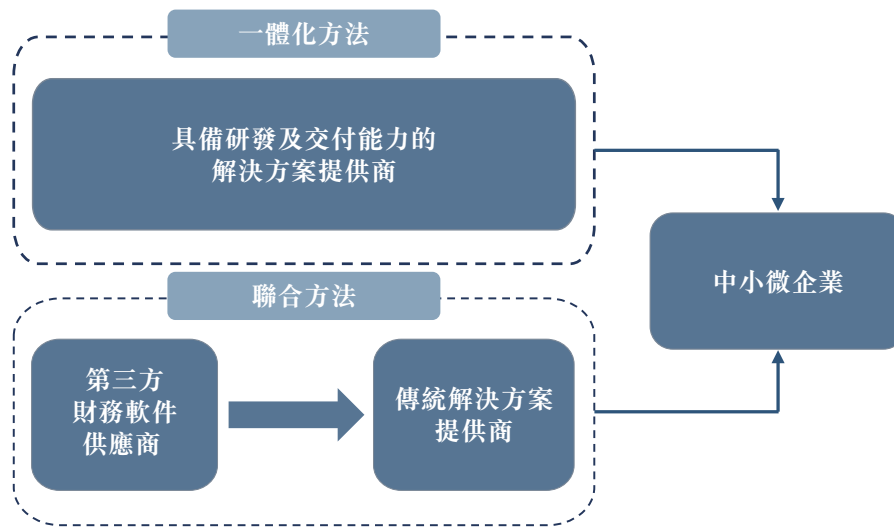 一體化方法
具備研發及交付能力的
解決方案提供商
中小微企業
聯合方法
第三方
財務軟件
供應商
傳統解決方案
提供商